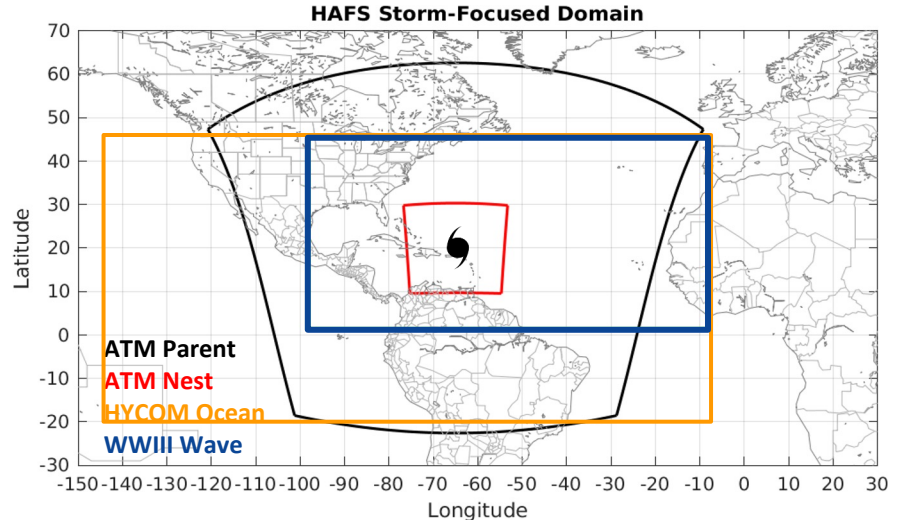 HAFS Storm-Focused Domain
70
60
50
40
30
20
10
0
-10
-20
-30
Latitude
ATM Parent
ATM Nest
HYCOM Ocean
WWIII Wave
-150 -140 -130 -120 -110 -100 -90 -80 -70 -60 -50 -40 -30 -20 -10 0 10 20 30
Longitude